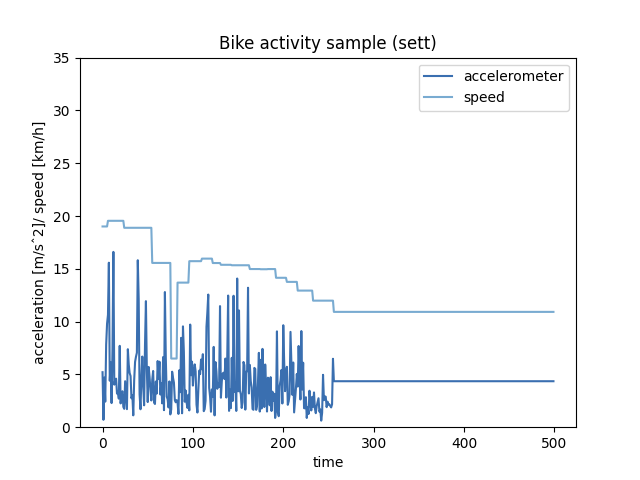 Bike activity sample (sett)
accelerometer
speed
acceleration [m/s^2]/ speed [km/h]
35
30
25
20
15
10
5
0
0
100
200
300
400
500
time